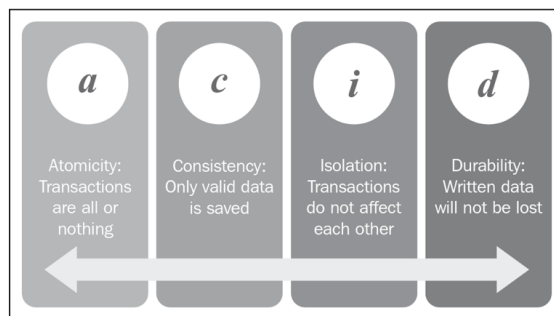 a
Atomicity:
Transactions
are all or
nothing
c
Consistency:
Only valid data
is saved
i
Isolation:
Transactions
do not affect
each other
d
Durability:
Written data
will not be lost